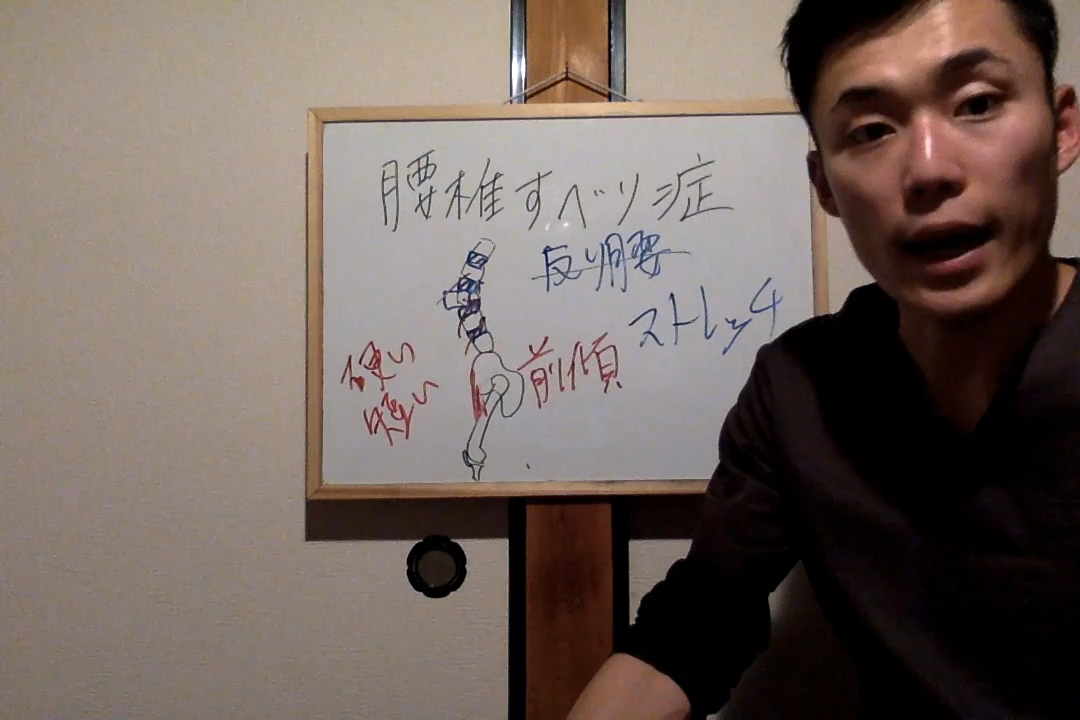 腰椎すべり症
反り腰
ストレッチ
前傾
硬い
強い